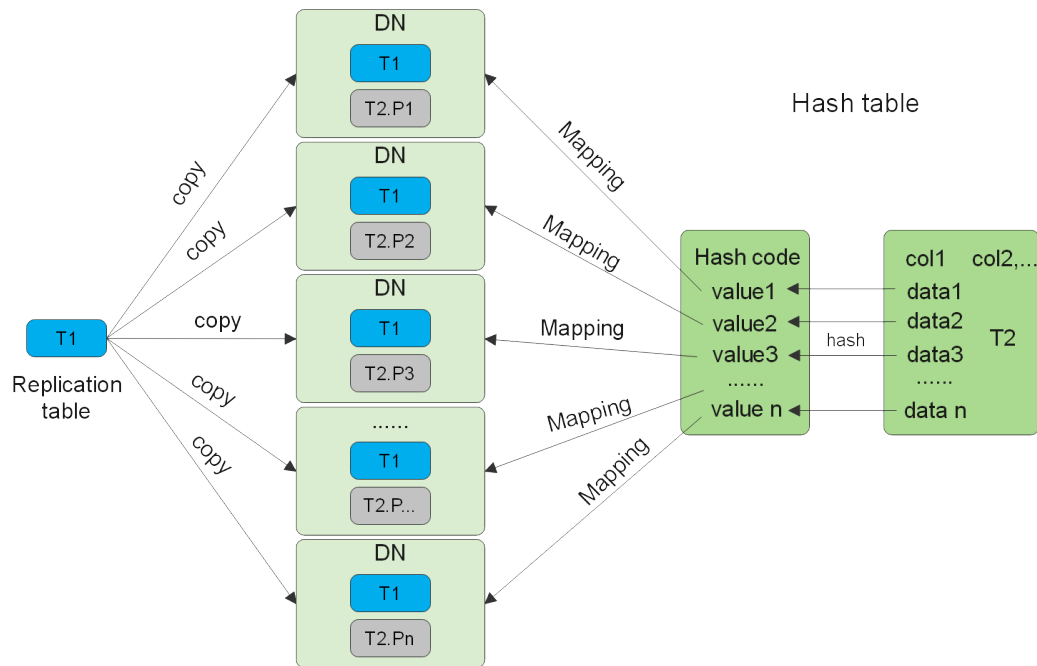 DN
T1
T2.P1
DN
T1
T2.P2
DN
T1
T2.P3
......
T1
T2.P...
DN
T1
T2.Pn
T1
Replication
table
copy
copy
copy
copy
copy
Mapping
Mapping
Mapping
Mapping
Mapping
Hash table
Hash code
value1
value2
value3
......
value n
hash
col1 col2,...
data1
data2
T2
data3
......
data n